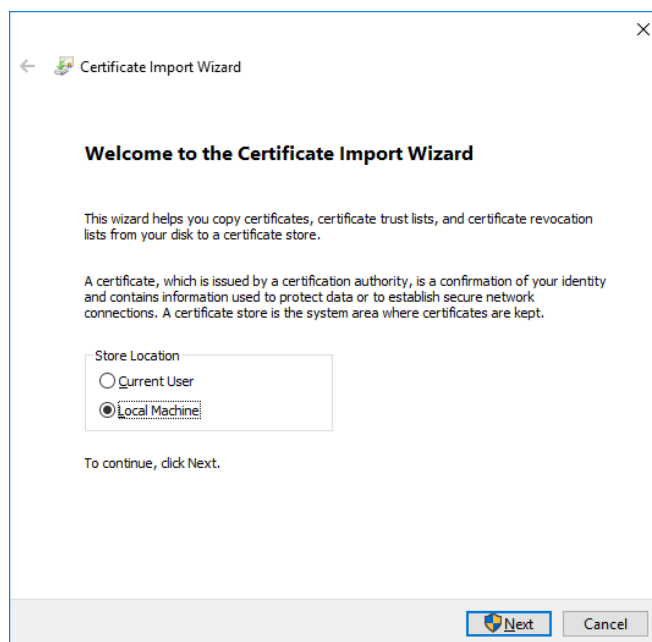 Certificate Import Wizard
Welcome to the Certificate Import Wizard
This wizard helps you copy certificates, certificate trust lists, and certificate revocation
lists from your disk to a certificate store.
A certificate, which is issued by a certification authority, is a confirmation of your identity
and contains information used to protect data or to establish secure network
connections. A certificate store is the system area where certificates are kept.
Store Location
Current User
Local Machine
To continue, click Next.
Next
Cancel